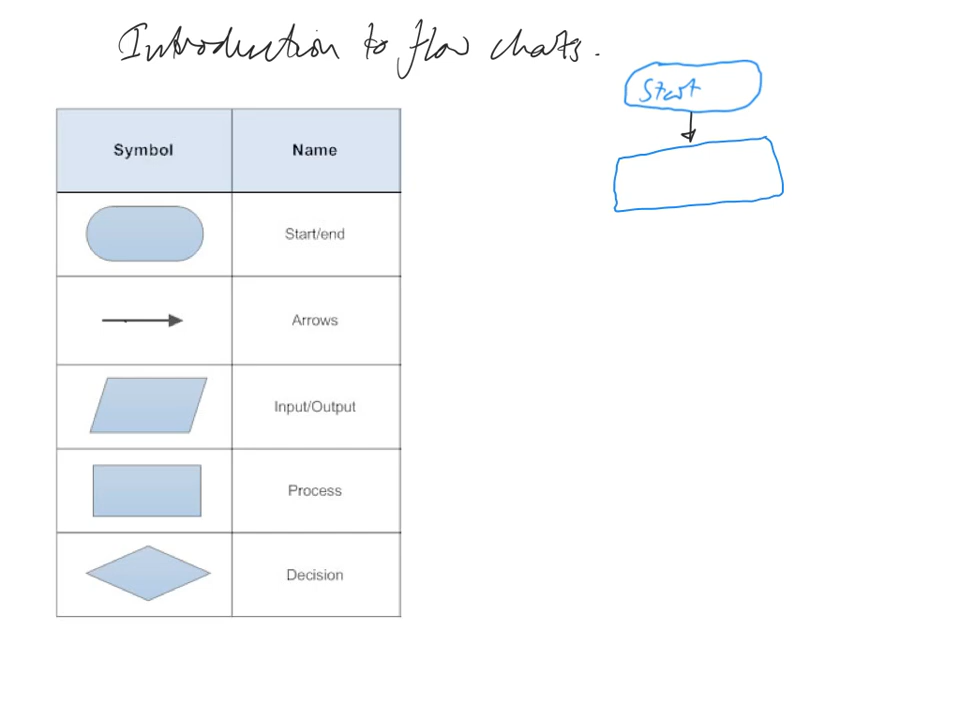 Introduction to flow charts.
Start
Symbol Name
Start/end
Arrows
Input/Output
Process
Decision